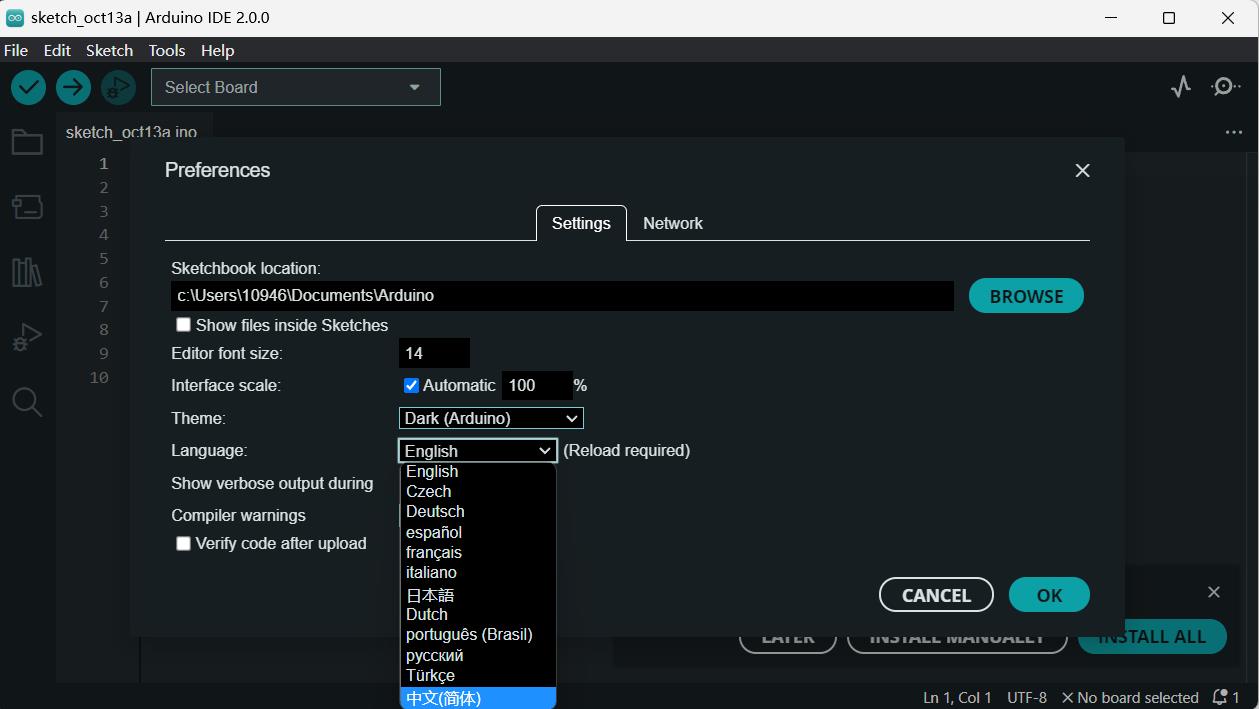 sketch_oct13a | Arduino IDE 2.0.0
File Edit Sketch Tools Help
Select Board
sketch_oct13a.ino
1
2
3
4
5
6
7
8
9
10
Preferences
Settings Network
Sketchbook location:
c:\Users\10946\Documents\Arduino
BROWSE
Show files inside Sketches
Editor font size: 14
Interface scale: Automatic 100 %
Theme: Dark (Arduino)
Language: English (Reload required)
English
Czech
Deutsch
español
français
italiano
日本語
Dutch
português (Brasil)
русский
Türkçe
中文(简体)
Show verbose output during
Compiler warnings
Verify code after upload
CANCEL OK
LATER INSTALL MANUALLY INSTALL ALL
Ln 1, Col 1 UTF-8 No board selected 1